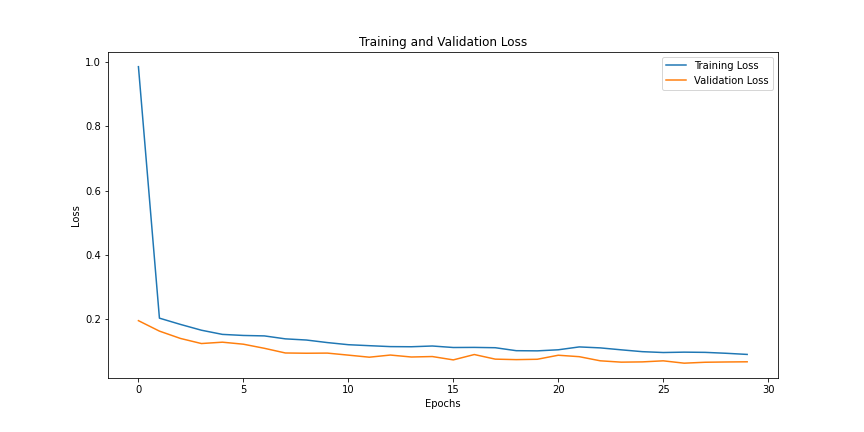 Training and Validation Loss
Training Loss
Validation Loss
1.0
0.8
0.6
0.4
0.2
Loss
0 5 10 15 20 25 30
Epochs